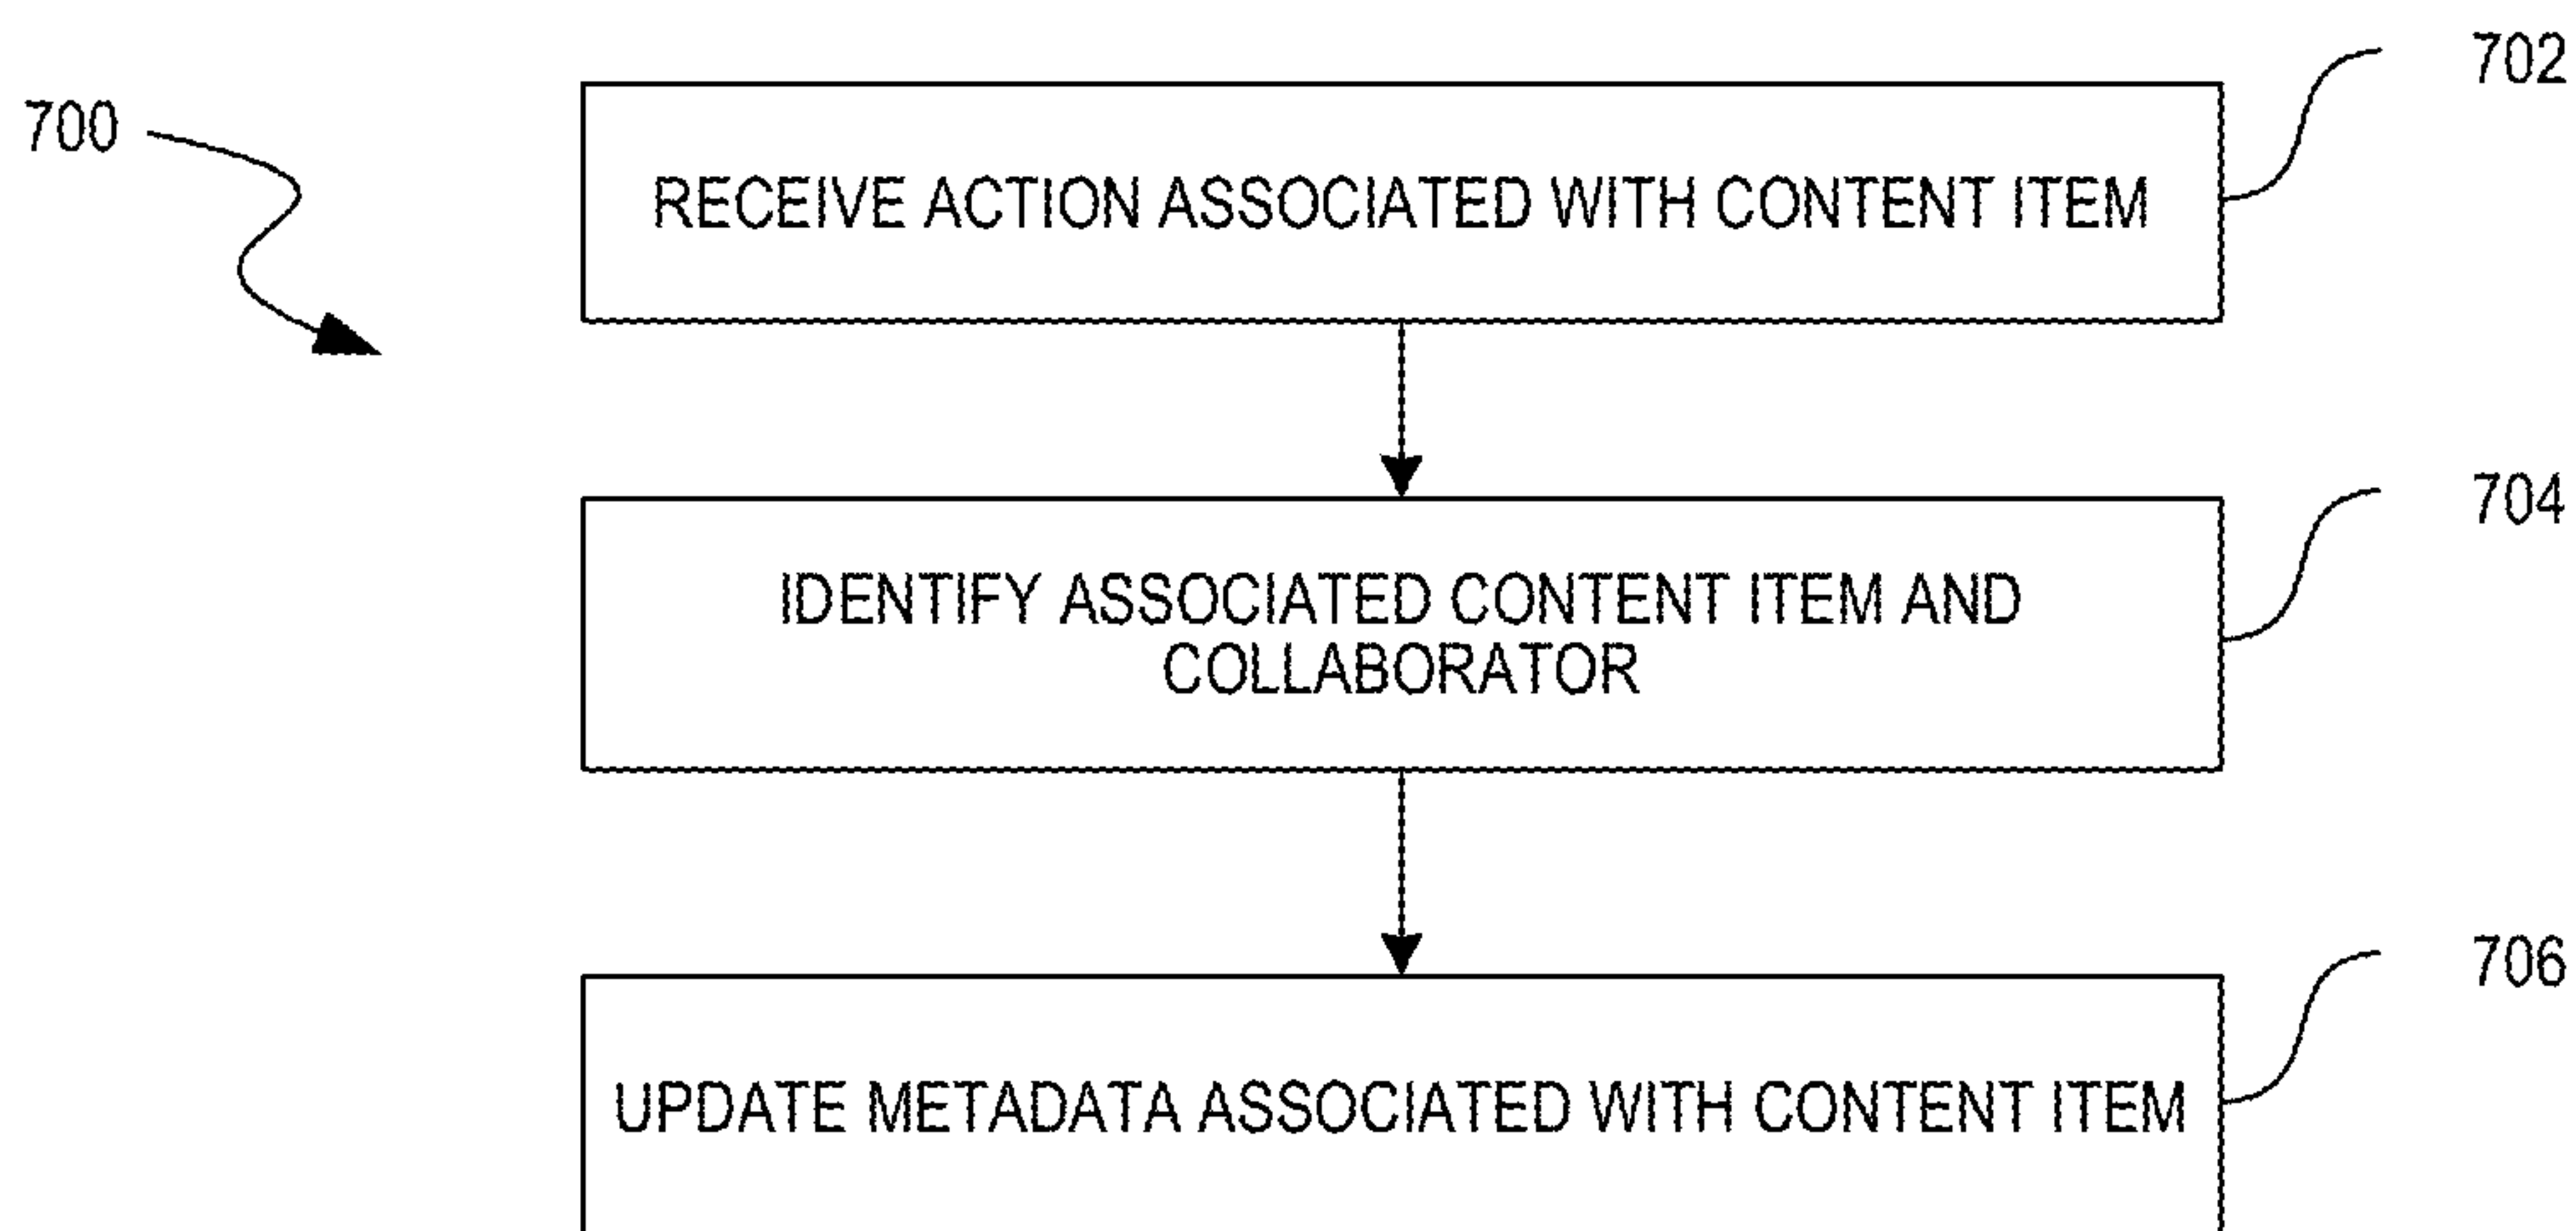 702
700
RECEIVE ACTION ASSOCIATED WITH CONTENT ITEM
704
IDENTIFY ASSOCIATED CONTENT ITEM AND
COLLABORATOR
706
UPDATE METADATA ASSOCIATED WITH CONTENT ITEM